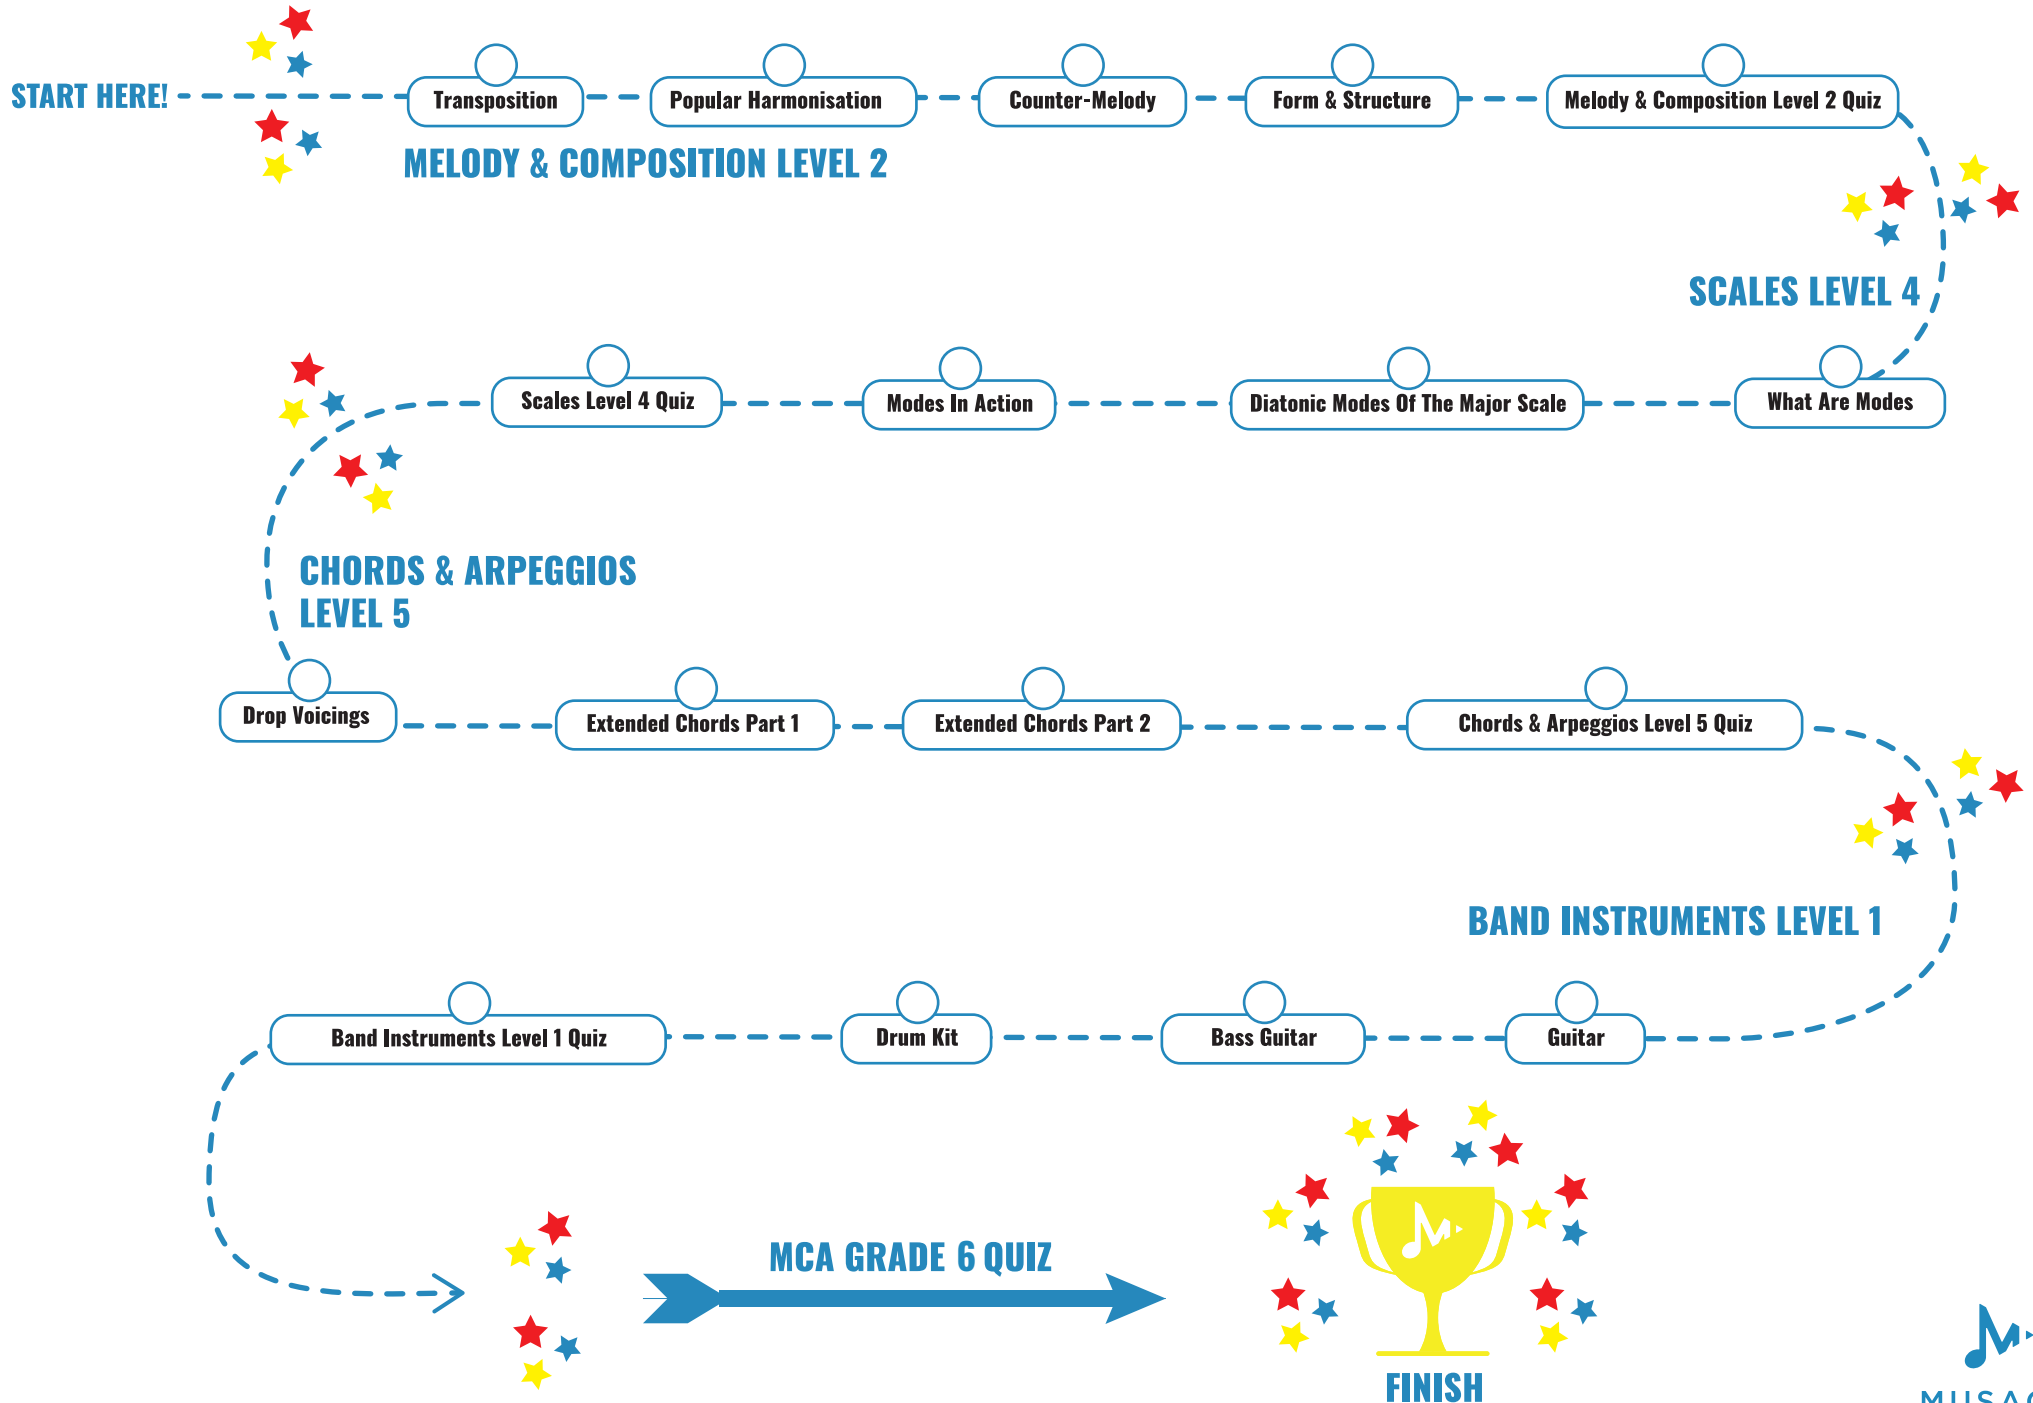 START HERE!
Transposition
Popular Harmonisation
Counter-Melody
Form & Structure
Melody & Composition Level 2 Quiz
MELODY & COMPOSITION LEVEL 2
SCALES LEVEL 4
What Are Modes
Diatonic Modes Of The Major Scale
Modes In Action
Scales Level 4 Quiz
CHORDS & ARPEGGIOS
LEVEL 5
Drop Voicings
Extended Chords Part 1
Extended Chords Part 2
Chords & Arpeggios Level 5 Quiz
BAND INSTRUMENTS LEVEL 1
Guitar
Bass Guitar
Drum Kit
Band Instruments Level 1 Quiz
MCA GRADE 6 QUIZ
FINISH